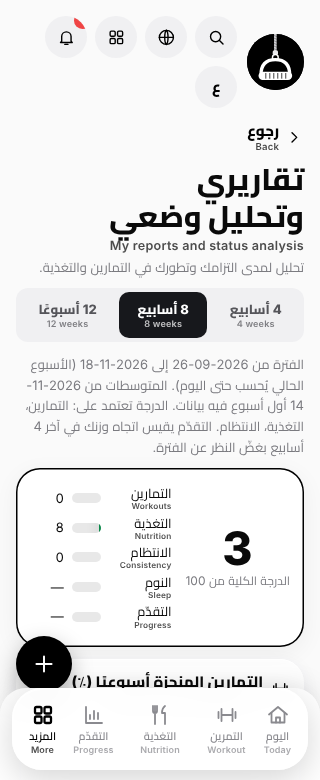 ع
رجوع
Back
تقاريري
وتحليل وضعي
My reports and status analysis
تحليل لمدى التزامك وتطورك في التمارين والتغذية.
4 أسابيع
4 weeks
8 أسابيع
8 weeks
12 أسبوعًا
12 weeks
الفترة من 2026-09-26 إلى 2026-11-18 (الأسبوع
الحالي يُحسب حتى اليوم). المتوسطات من 2026-11-
14 أول أسبوع فيه بيانات. الدرجة تعتمد على: التمارين،
التغذية، الانتظام. التقدّم يقيس اتجاه وزنك في آخر 4
أسابيع بغضّ النظر عن الفترة.
3
الدرجة الكلية من 100
التمارين 0
Workouts
التغذية 8
Nutrition
الانتظام 0
Consistency
النوم —
Sleep
التقدّم —
Progress
التمارين المنجزة أسبوعيًا (٪)
اليوم
Today
التمرين
Workout
التغذية
Nutrition
التقدّم
Progress
المزيد
More